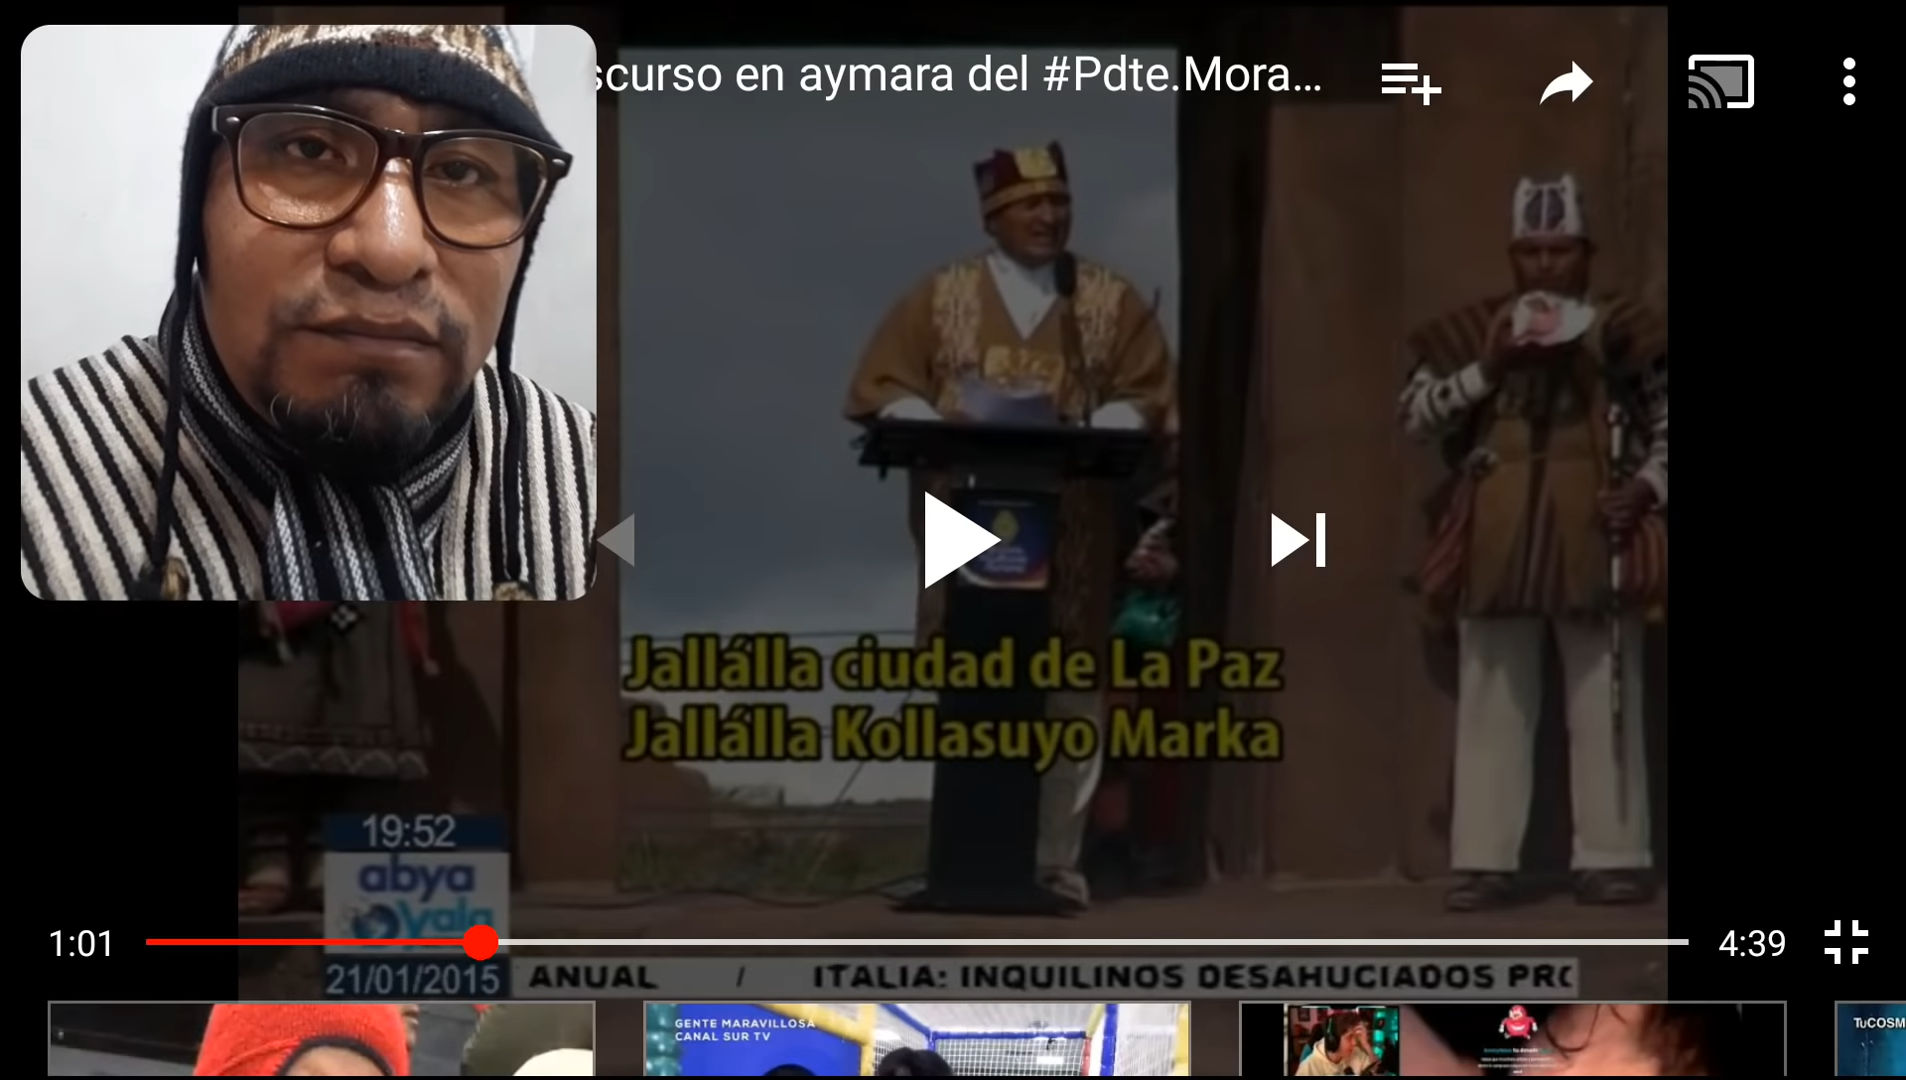 scurso en aymara del #Pdte.Mora...
Jallálla ciudad de La Paz
Jallálla Kollasuyo Marka
19:52
abya
yala
1:01
4:39
21/01/2015
ANUAL / ITALIA: INQUILINOS DESAHUCIADOS PRO
GENTE MARAVILLOSA
CANAL SUR TV
TuCOSM